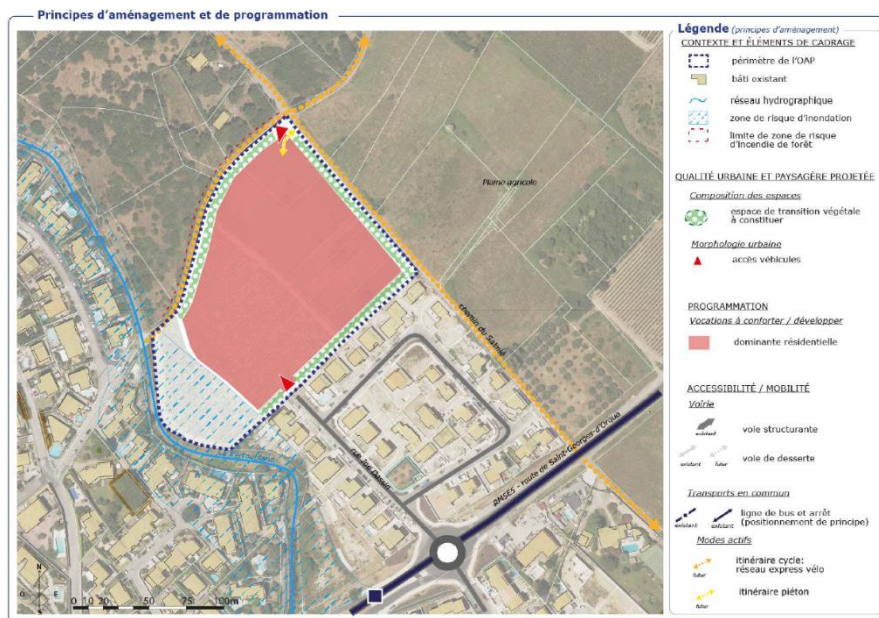 Principes d'aménagement et de programmation
Plaine agricole
chemin du Salnié
RM5E5 - route de Saint-Georges-d'Orque
N
O
E
S
0 10 20 50 75 100m
Légende (principes d'aménagement)
CONTEXTE ET ÉLÉMENTS DE CADRAGE
périmètre de l'OAP
bâti existant
réseau hydrographique
zone de risque d'inondation
limite de zone de risque
d'Incendie de forêt
QUALITÉ URBAINE ET PAYSAGÈRE PROJETÉE
Composition des espaces
espace de transition végétale
à constituer
Morphologie urbaine
accès véhicules
PROGRAMMATION
Vocations à conforter / développer
dominante résidentielle
ACCESSIBILITÉ / MOBILITÉ
Voirie
existant
voie structurante
existant
futur
voie de desserte
Transports en commun
existant
existant
ligne de bus et arrêt
(positionnement de principe)
Modes actifs
futur
itinéraire cycle:
réseau express vélo
futur
itinéraire piéton